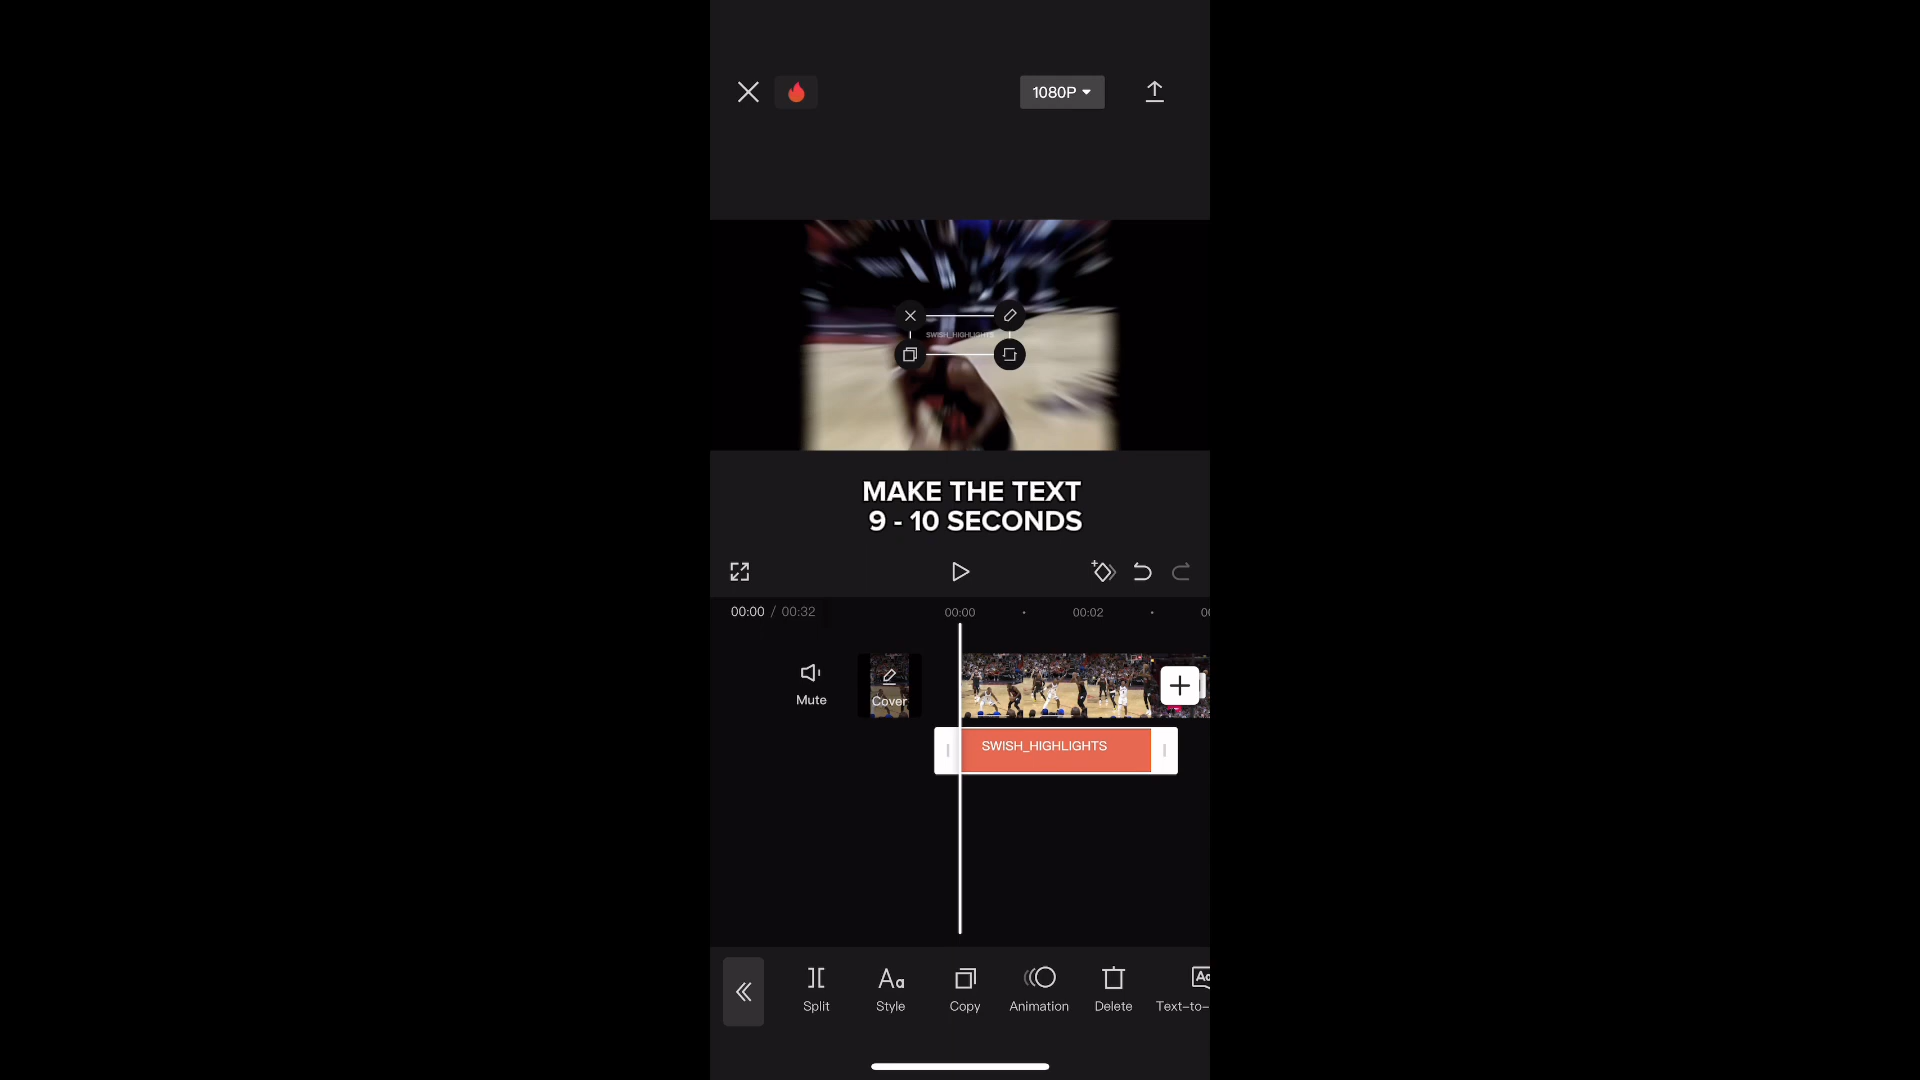 1080P
SWISH_HIGHLIGHTS
MAKE THE TEXT
9 - 10 SECONDS
00:00 / 00:32
00:00
00:02
Mute
Cover
SWISH_HIGHLIGHTS
Split
Style
Copy
Animation
Delete
Text-to-